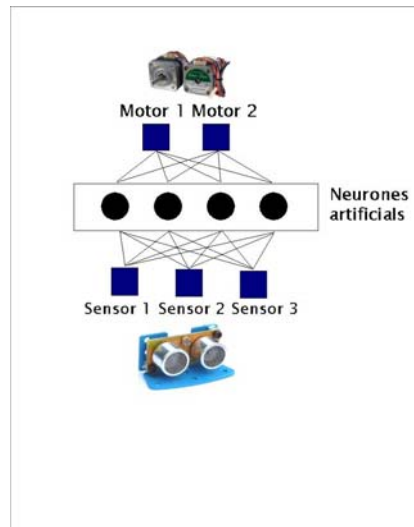 Motor 1 Motor 2
Neurones
artificials
Sensor 1 Sensor 2 Sensor 3